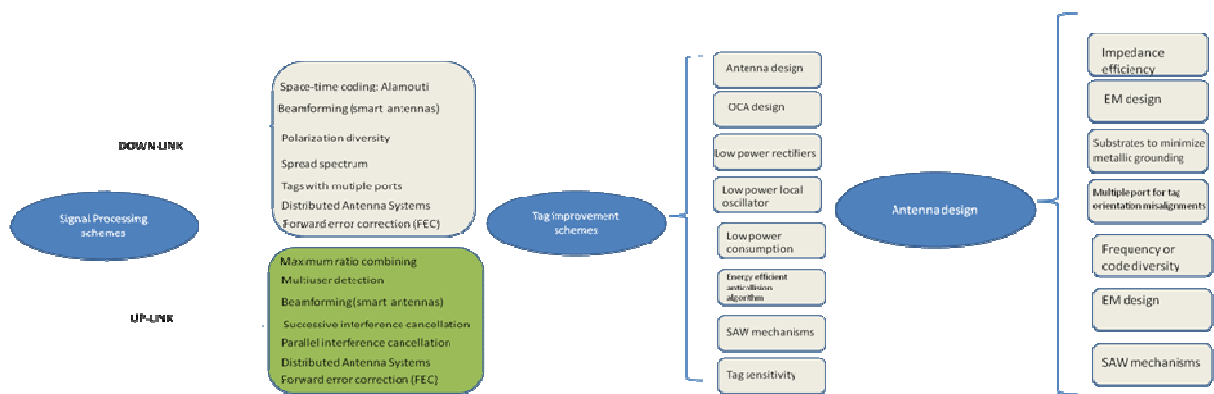 DOWN-LINK
Signal Processing
schemes
UP-LINK
Space-time coding: Alamouti
Beamforming(smart antennas)
Polarization diversity
Spread spectrum
Tags with mutiple ports
Distributed Antenna Systems
Forward error correction (FEC)
Maximum ratio combining
Multiuser detection
Beamforming(smart antennas)
Successive interference cancellation
Parallel interference cancellation
Distributed Antenna Systems
Forward error correction (FEC)
Tag improvement
schemes
Antenna design
OCA design
Low power rectifiers
Low power local
oscillator
Low power
consumption
Energy efficient
anticollision
algorithm
SAW mechanisms
Tag sensitivity
Antenna design
Impedance
efficiency
EM design
Substrates to minimize
metallic grounding
Multiple port for tag
orientation misalignments
Frequency or
code diversity
EM design
SAW mechanisms